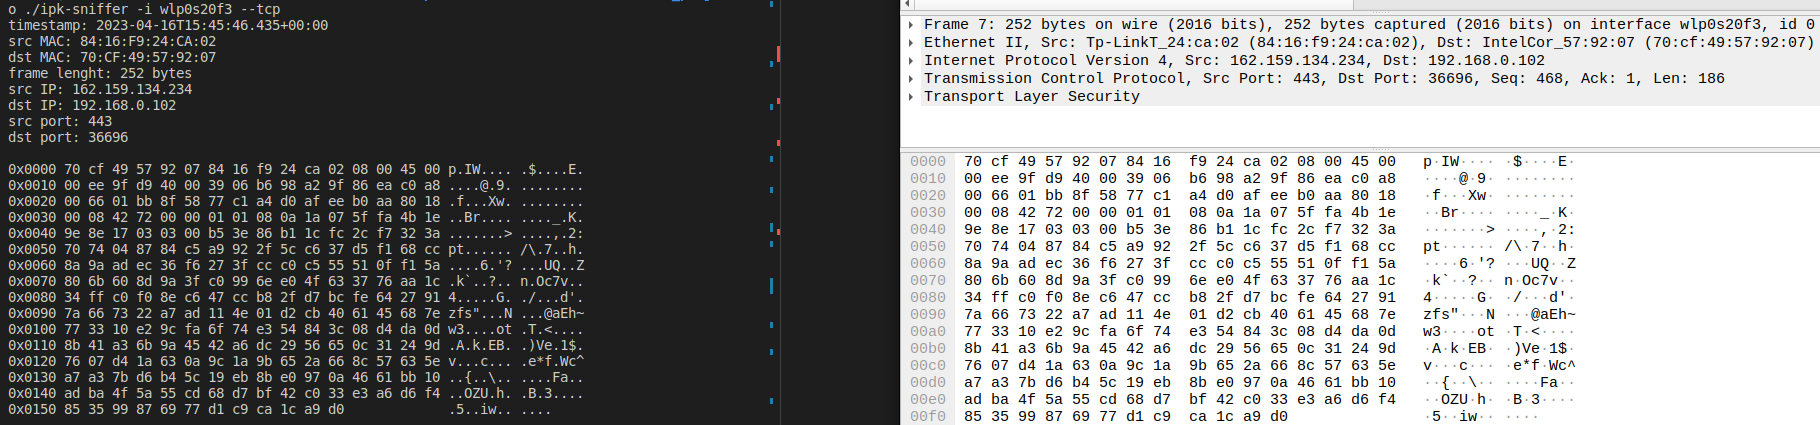 o ./ipk-sniffer -i wlp0s20f3 --tcp
timestamp: 2023-04-16T15:45:46.435+00:00
src MAC: 84:16:F9:24:CA:02
dst MAC: 70:CF:49:57:92:07
frame lenght: 252 bytes
src IP: 162.159.134.234
dst IP: 192.168.0.102
src port: 443
dst port: 36696
0x0000 70 cf 49 57 92 07 84 16 f9 24 ca 02 08 00 45 00 p.IW.... .$....E.
0x0010 00 ee 9f d9 40 00 39 06 b6 98 a2 9f 86 ea c0 a8 ....@.9. ........
0x0020 00 66 01 bb 8f 58 77 c1 a4 d0 af ee b0 aa 80 18 .f...Xw. ........
0x0030 00 08 42 72 00 00 01 01 08 0a 1a 07 5f fa 4b 1e ..Br.... ...._.K.
0x0040 9e 8e 17 03 03 00 b5 3e 86 b1 1c fc 2c f7 32 3a .......> ....,.2:
0x0050 70 74 04 87 84 c5 a9 92 2f 5c c6 37 d5 f1 68 cc pt...... /\.7..h.
0x0060 8a 9a ad ec 36 f6 27 3f cc c0 c5 55 51 0f f1 5a ....6.'? ...UQ..Z
0x0070 80 6b 60 8d 9a 3f c0 99 6e e0 4f 63 37 76 aa 1c .k`..?.. n.Oc7v..
0x0080 34 ff c0 f0 8e c6 47 cc b8 2f d7 bc fe 64 27 91 4.....G. ./...d'.
0x0090 7a 66 73 22 a7 ad 11 4e 01 d2 cb 40 61 45 68 7e zfs"...N ...@aEh~
0x0100 77 33 10 e2 9c fa 6f 74 e3 54 84 3c 08 d4 da 0d w3....ot .T.<....
0x0110 8b 41 a3 6b 9a 45 42 a6 dc 29 56 65 0c 31 24 9d .A.k.EB. .)Ve.1$.
0x0120 76 07 d4 1a 63 0a 9c 1a 9b 65 2a 66 8c 57 63 5e v...c... .e*f.Wc^
0x0130 a7 a3 7b d6 b4 5c 19 eb 8b e0 97 0a 46 61 bb 10 ..{..\.. ....Fa..
0x0140 ad ba 4f 5a 55 cd 68 d7 bf 42 c0 33 e3 a6 d6 f4 ..OZU.h. .B.3....
0x0150 85 35 99 87 69 77 d1 c9 ca 1c a9 d0 .5..iw.. ....
Frame 7: 252 bytes on wire (2016 bits), 252 bytes captured (2016 bits) on interface wlp0s20f3, id 0
Ethernet II, Src: Tp-LinkT_24:ca:02 (84:16:f9:24:ca:02), Dst: IntelCor_57:92:07 (70:cf:49:57:92:07)
Internet Protocol Version 4, Src: 162.159.134.234, Dst: 192.168.0.102
Transmission Control Protocol, Src Port: 443, Dst Port: 36696, Seq: 468, Ack: 1, Len: 186
Transport Layer Security
0000 70 cf 49 57 92 07 84 16 f9 24 ca 02 08 00 45 00 p·IW···· ·$····E·
0010 00 ee 9f d9 40 00 39 06 b6 98 a2 9f 86 ea c0 a8 ····@·9· ········
0020 00 66 01 bb 8f 58 77 c1 a4 d0 af ee b0 aa 80 18 ·f···Xw· ········
0030 00 08 42 72 00 00 01 01 08 0a 1a 07 5f fa 4b 1e ··Br···· ····_·K·
0040 9e 8e 17 03 03 00 b5 3e 86 b1 1c fc 2c f7 32 3a ·······> ····,·2:
0050 70 74 04 87 84 c5 a9 92 2f 5c c6 37 d5 f1 68 cc pt······ /\·7··h·
0060 8a 9a ad ec 36 f6 27 3f cc c0 c5 55 51 0f f1 5a ····6·'? ···UQ··Z
0070 80 6b 60 8d 9a 3f c0 99 6e e0 4f 63 37 76 aa 1c ·k`··?·· n·Oc7v··
0080 34 ff c0 f0 8e c6 47 cc b8 2f d7 bc fe 64 27 91 4·····G· ·/···d'·
0090 7a 66 73 22 a7 ad 11 4e 01 d2 cb 40 61 45 68 7e zfs"···N ···@aEh~
00a0 77 33 10 e2 9c fa 6f 74 e3 54 84 3c 08 d4 da 0d w3····ot ·T·<····
00b0 8b 41 a3 6b 9a 45 42 a6 dc 29 56 65 0c 31 24 9d ·A·k·EB· ·)Ve·1$·
00c0 76 07 d4 1a 63 0a 9c 1a 9b 65 2a 66 8c 57 63 5e v···c··· ·e*f·Wc^
00d0 a7 a3 7b d6 b4 5c 19 eb 8b e0 97 0a 46 61 bb 10 ··{··\·· ····Fa··
00e0 ad ba 4f 5a 55 cd 68 d7 bf 42 c0 33 e3 a6 d6 f4 ··OZU·h· ·B·3····
00f0 85 35 99 87 69 77 d1 c9 ca 1c a9 d0 ·5··iw·· ····